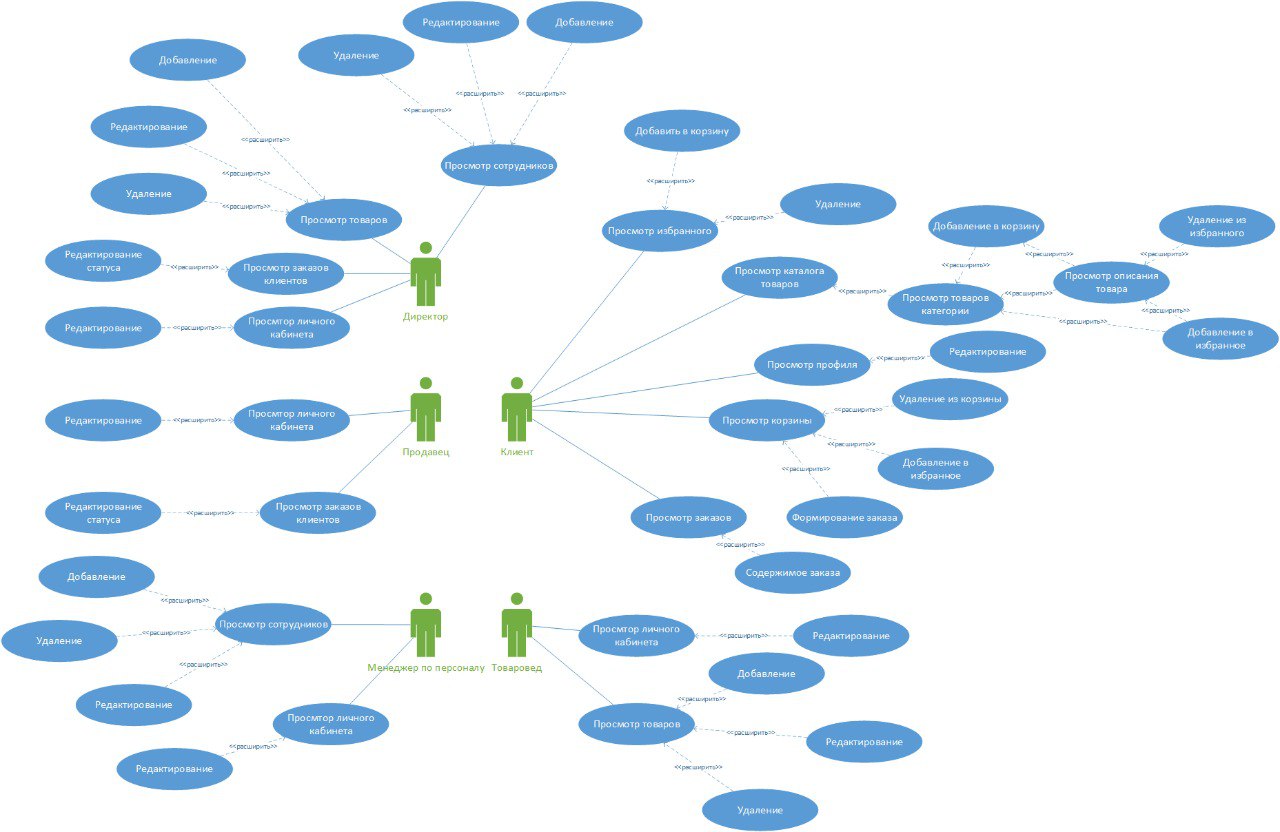 Редактирование
Добавление
Удаление
Добавление
<<расширить>>
<<расширить>>
<<расширить>>
Редактирование
<<расширить>>
Просмотр сотрудников
<<расширить>>
Удаление
<<расширить>>
Просмотр товаров
Редактирование
статуса
<<расширить>>
Просмотр заказов
клиентов
Редактирование
<<расширить>>
Просмтор личного
кабинета
Директор
Добавить в корзину
<<расширить>>
Просмотр избранного
<<расширить>>
Удаление
Просмотр каталога
товаров
<<расширить>>
Просмотр товаров
категории
<<расширить>>
Добавление в корзину
<<расширить>>
<<расширить>>
Просмотр описания
товара
<<расширить>>
Удаление из
избранного
<<расширить>>
<<расширить>>
Добавление в
избранное
Просмотр профиля
<<расширить>>
Редактирование
Просмотр корзины
<<расширить>>
Удаление из корзины
<<расширить>>
Добавление в
избранное
<<расширить>>
Формирование заказа
Просмотр заказов
<<расширить>>
Содержимое заказа
Редактирование
<<расширить>>
Просмтор личного
кабинета
Продавец
Клиент
Редактирование
статуса
<<расширить>>
Просмотр заказов
клиентов
Добавление
<<расширить>>
Просмотр сотрудников
Удаление
<<расширить>>
<<расширить>>
Редактирование
Менеджер по персоналу
Товаровед
Просмтор личного
кабинета
<<расширить>>
Редактирование
Просмтор личного
кабинета
<<расширить>>
Редактирование
Добавление
<<расширить>>
Просмотр товаров
<<расширить>>
Редактирование
<<расширить>>
Удаление